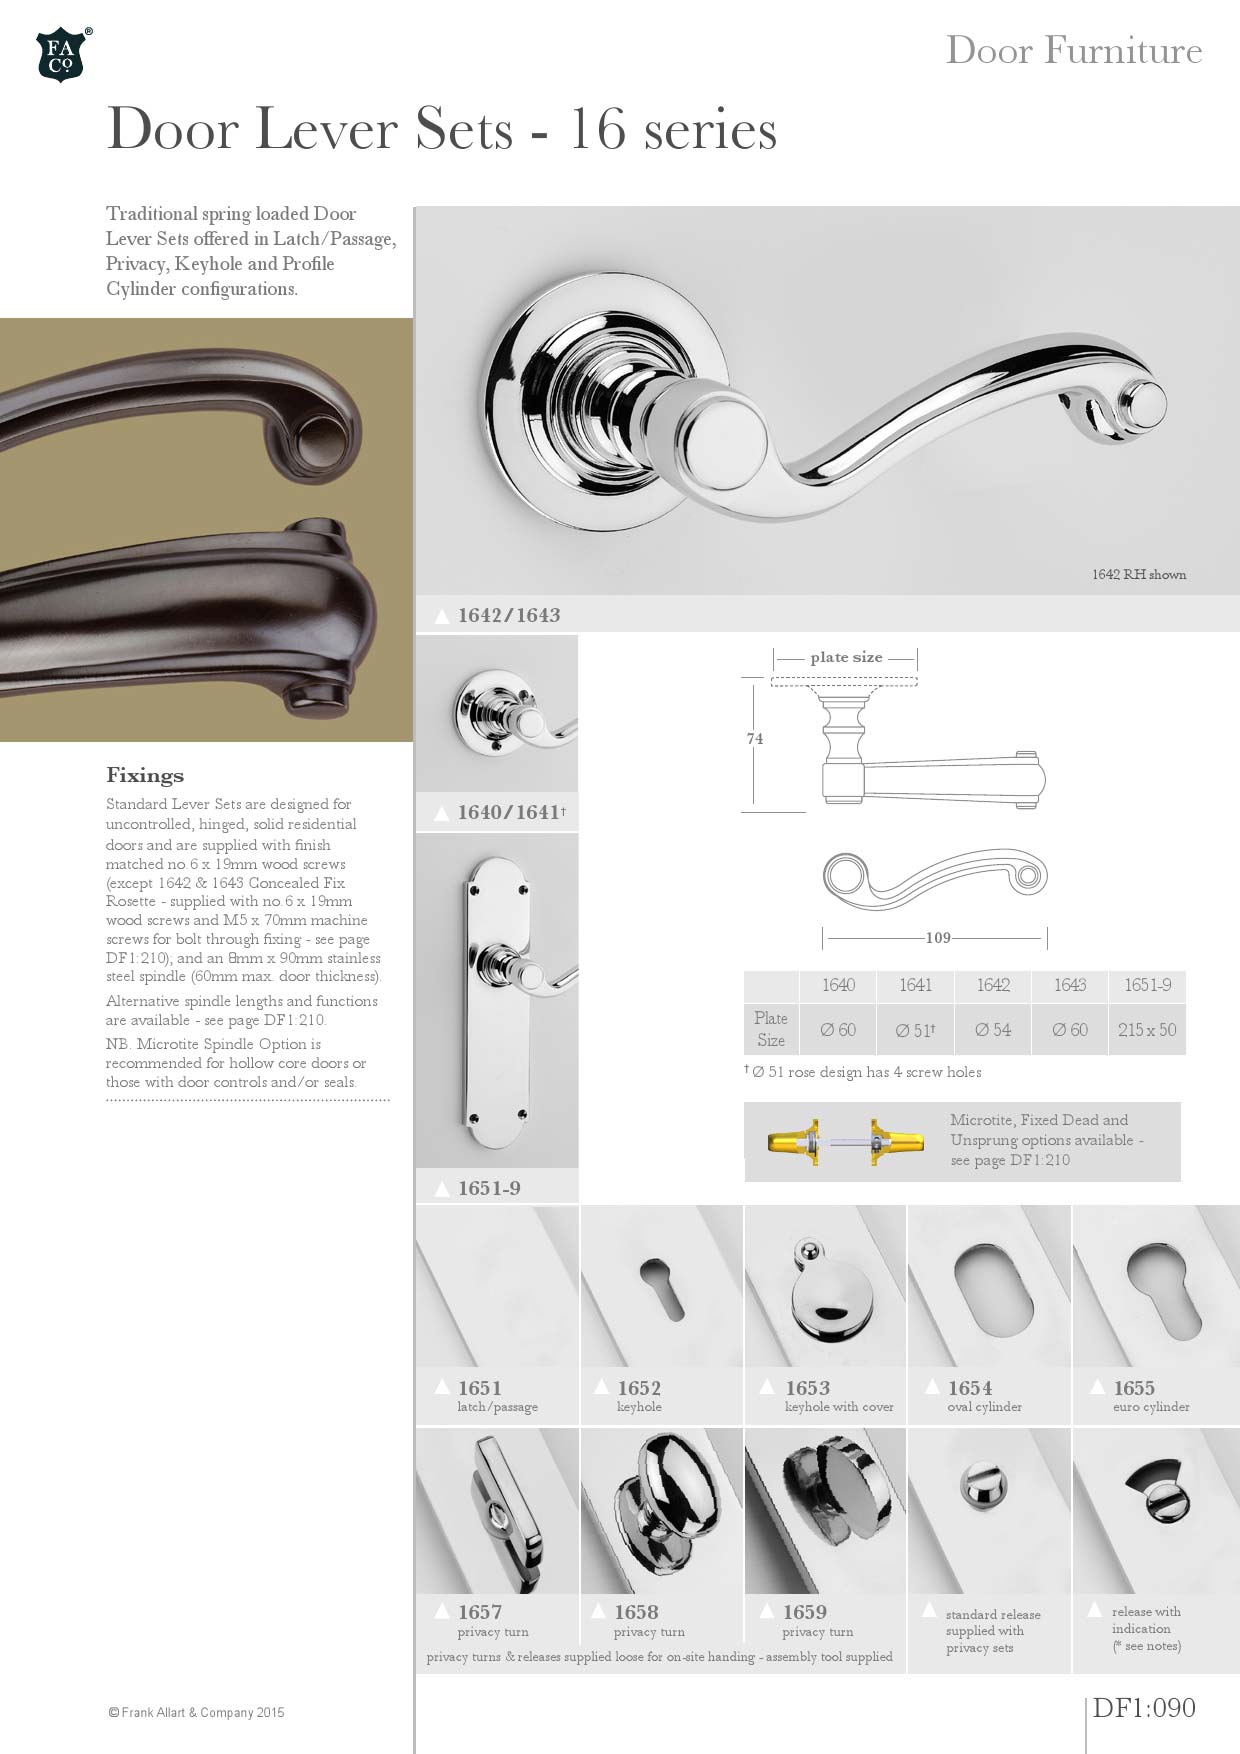 FA
Co.
®
Door Furniture
Door Lever Sets - 16 series
Traditional spring loaded Door
Lever Sets offered in Latch/Passage,
Privacy, Keyhole and Profile
Cylinder configurations.
1642 RH shown
1642/1643
1640/1641†
1651-9
Fixings
Standard Lever Sets are designed for
uncontrolled, hinged, solid residential
doors and are supplied with finish
matched no.6 x 19mm wood screws
(except 1642 & 1643 Concealed Fix
Rosette - supplied with no.6 x 19mm
wood screws and M5 x 70mm machine
screws for bolt through fixing - see page
DF1:210); and an 8mm x 90mm stainless
steel spindle (60mm max. door thickness).
Alternative spindle lengths and functions
are available - see page DF1:210.
NB. Microtite Spindle Option is
recommended for hollow core doors or
those with door controls and/or seals.
plate size
74
109
1640 1641 1642 1643 1651-9
Plate
Size
Ø 60 Ø 51† Ø 54 Ø 60 215 x 50
† Ø 51 rose design has 4 screw holes
Microtite, Fixed Dead and
Unsprung options available -
see page DF1:210
1651
latch/passage
1652
keyhole
1653
keyhole with cover
1654
oval cylinder
1655
euro cylinder
1657
privacy turn
1658
privacy turn
1659
privacy turn
standard release
supplied with
privacy sets
release with
indication
(* see notes)
privacy turns & releases supplied loose for on-site handing - assembly tool supplied
© Frank Allart & Company 2015
DF1:090